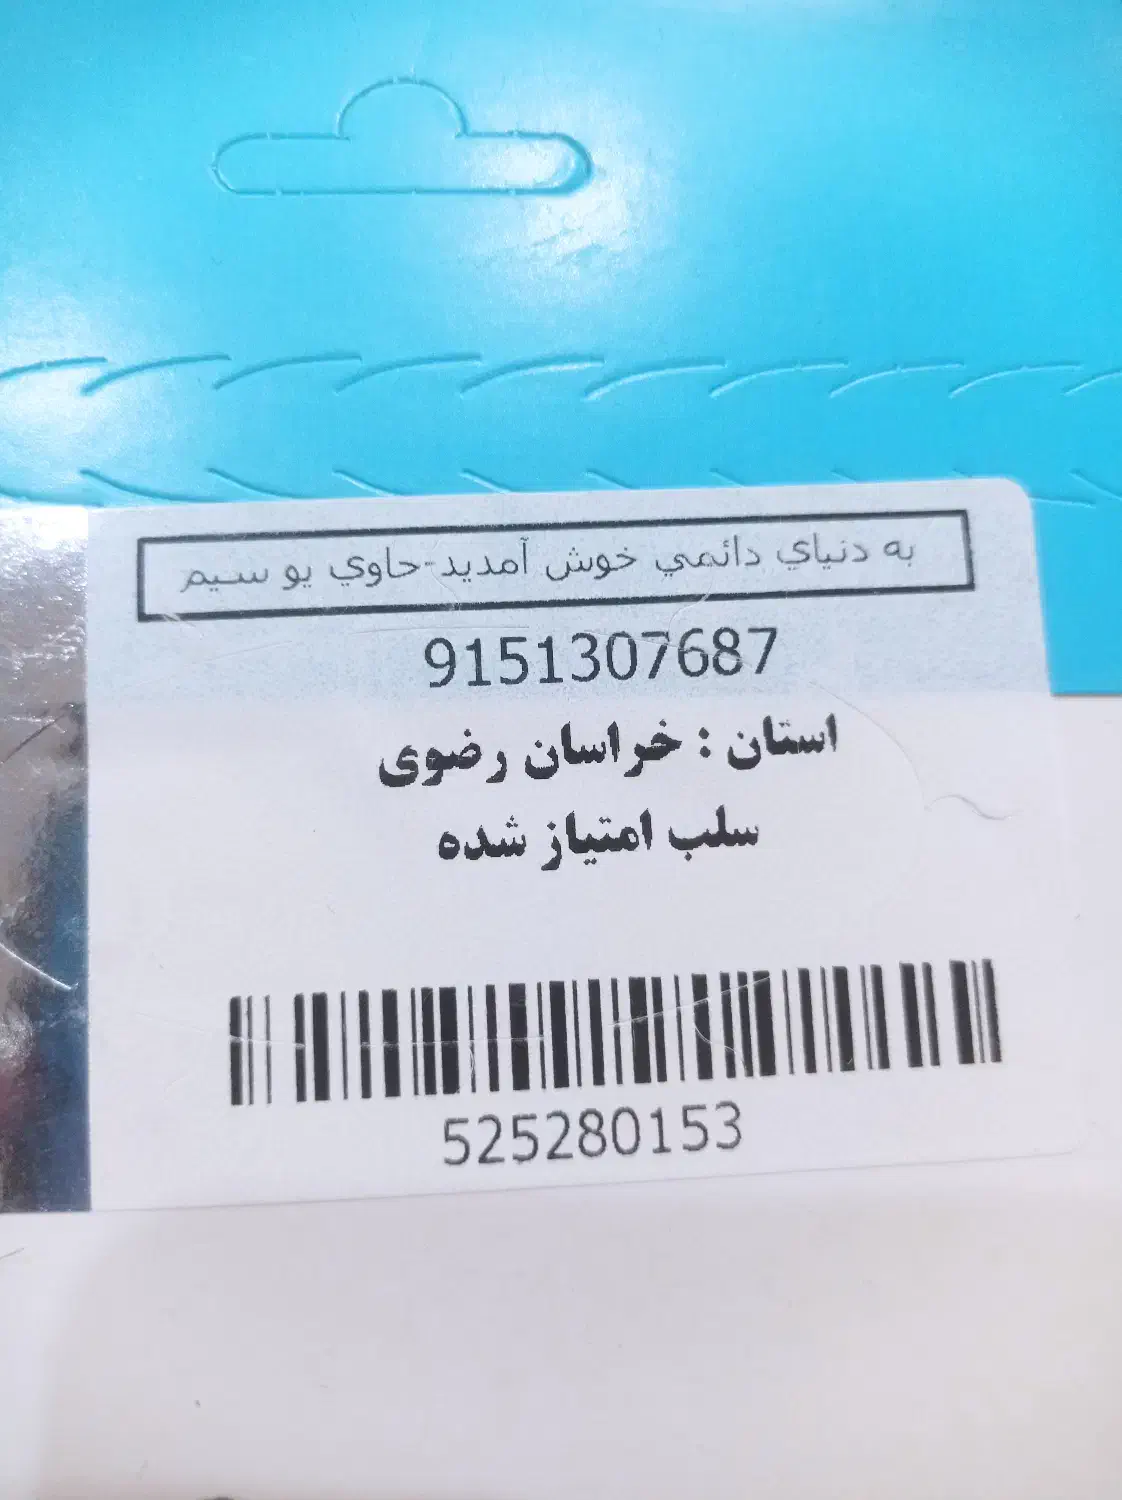 به دنياي دائمي خوش آمديد-حاوي يو سيم
9151307687
استان : خراسان رضوی
سلب امتیاز شده
525280153